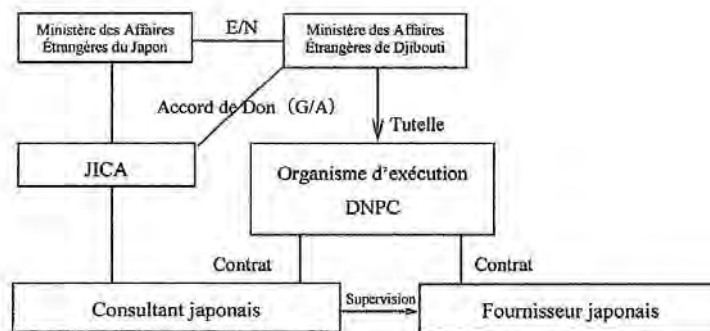 Ministère des Affaires
Étrangères du Japon
E/N
Ministère des Affaires
Étrangères de Djibouti
Accord de Don (G/A)
Tutelle
JICA
Organisme d'exécution
DNPC
Contrat
Contrat
Consultant japonais
Supervision
Fournisseur japonais